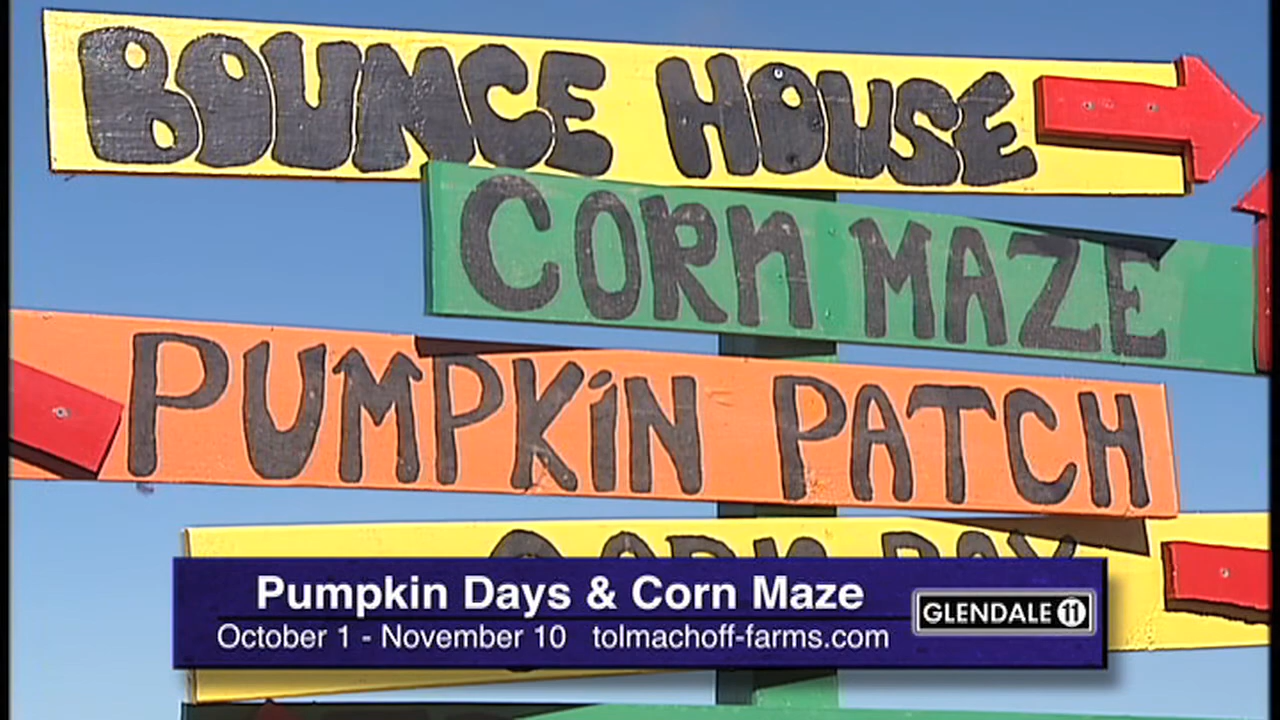 BOUNCE HOUSE
CORN MAZE
PUMPKiN PATCH
CORN
Pumpkin Days & Corn Maze
October 1 - November 10 tolmachoff-farms.com
GLENDALE 11